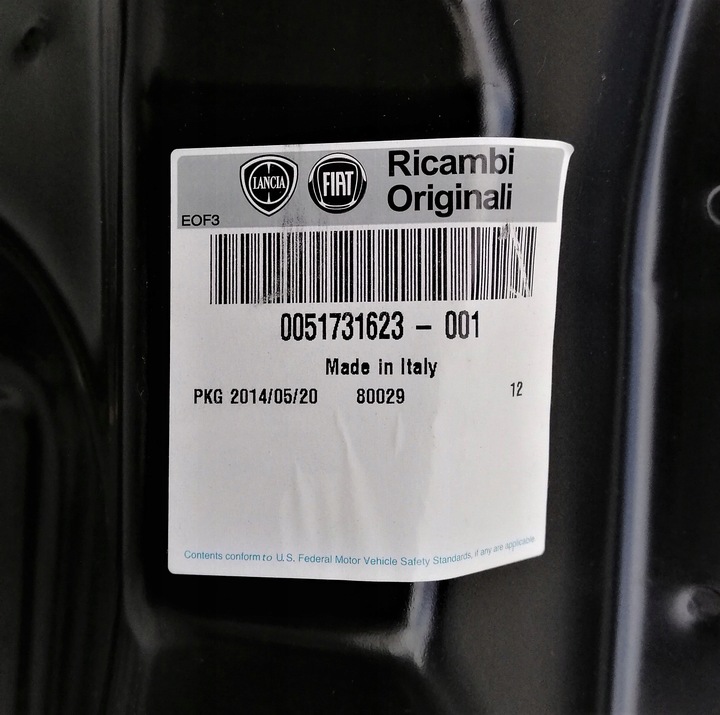 LANCIA FIAT Ricambi
Originali
EOF3
0051731623 - 001
Made in Italy
PKG 2014/05/20 80029 12
Contents conform to U.S. Federal Motor Vehicle Safety Standards, if any are applicable.